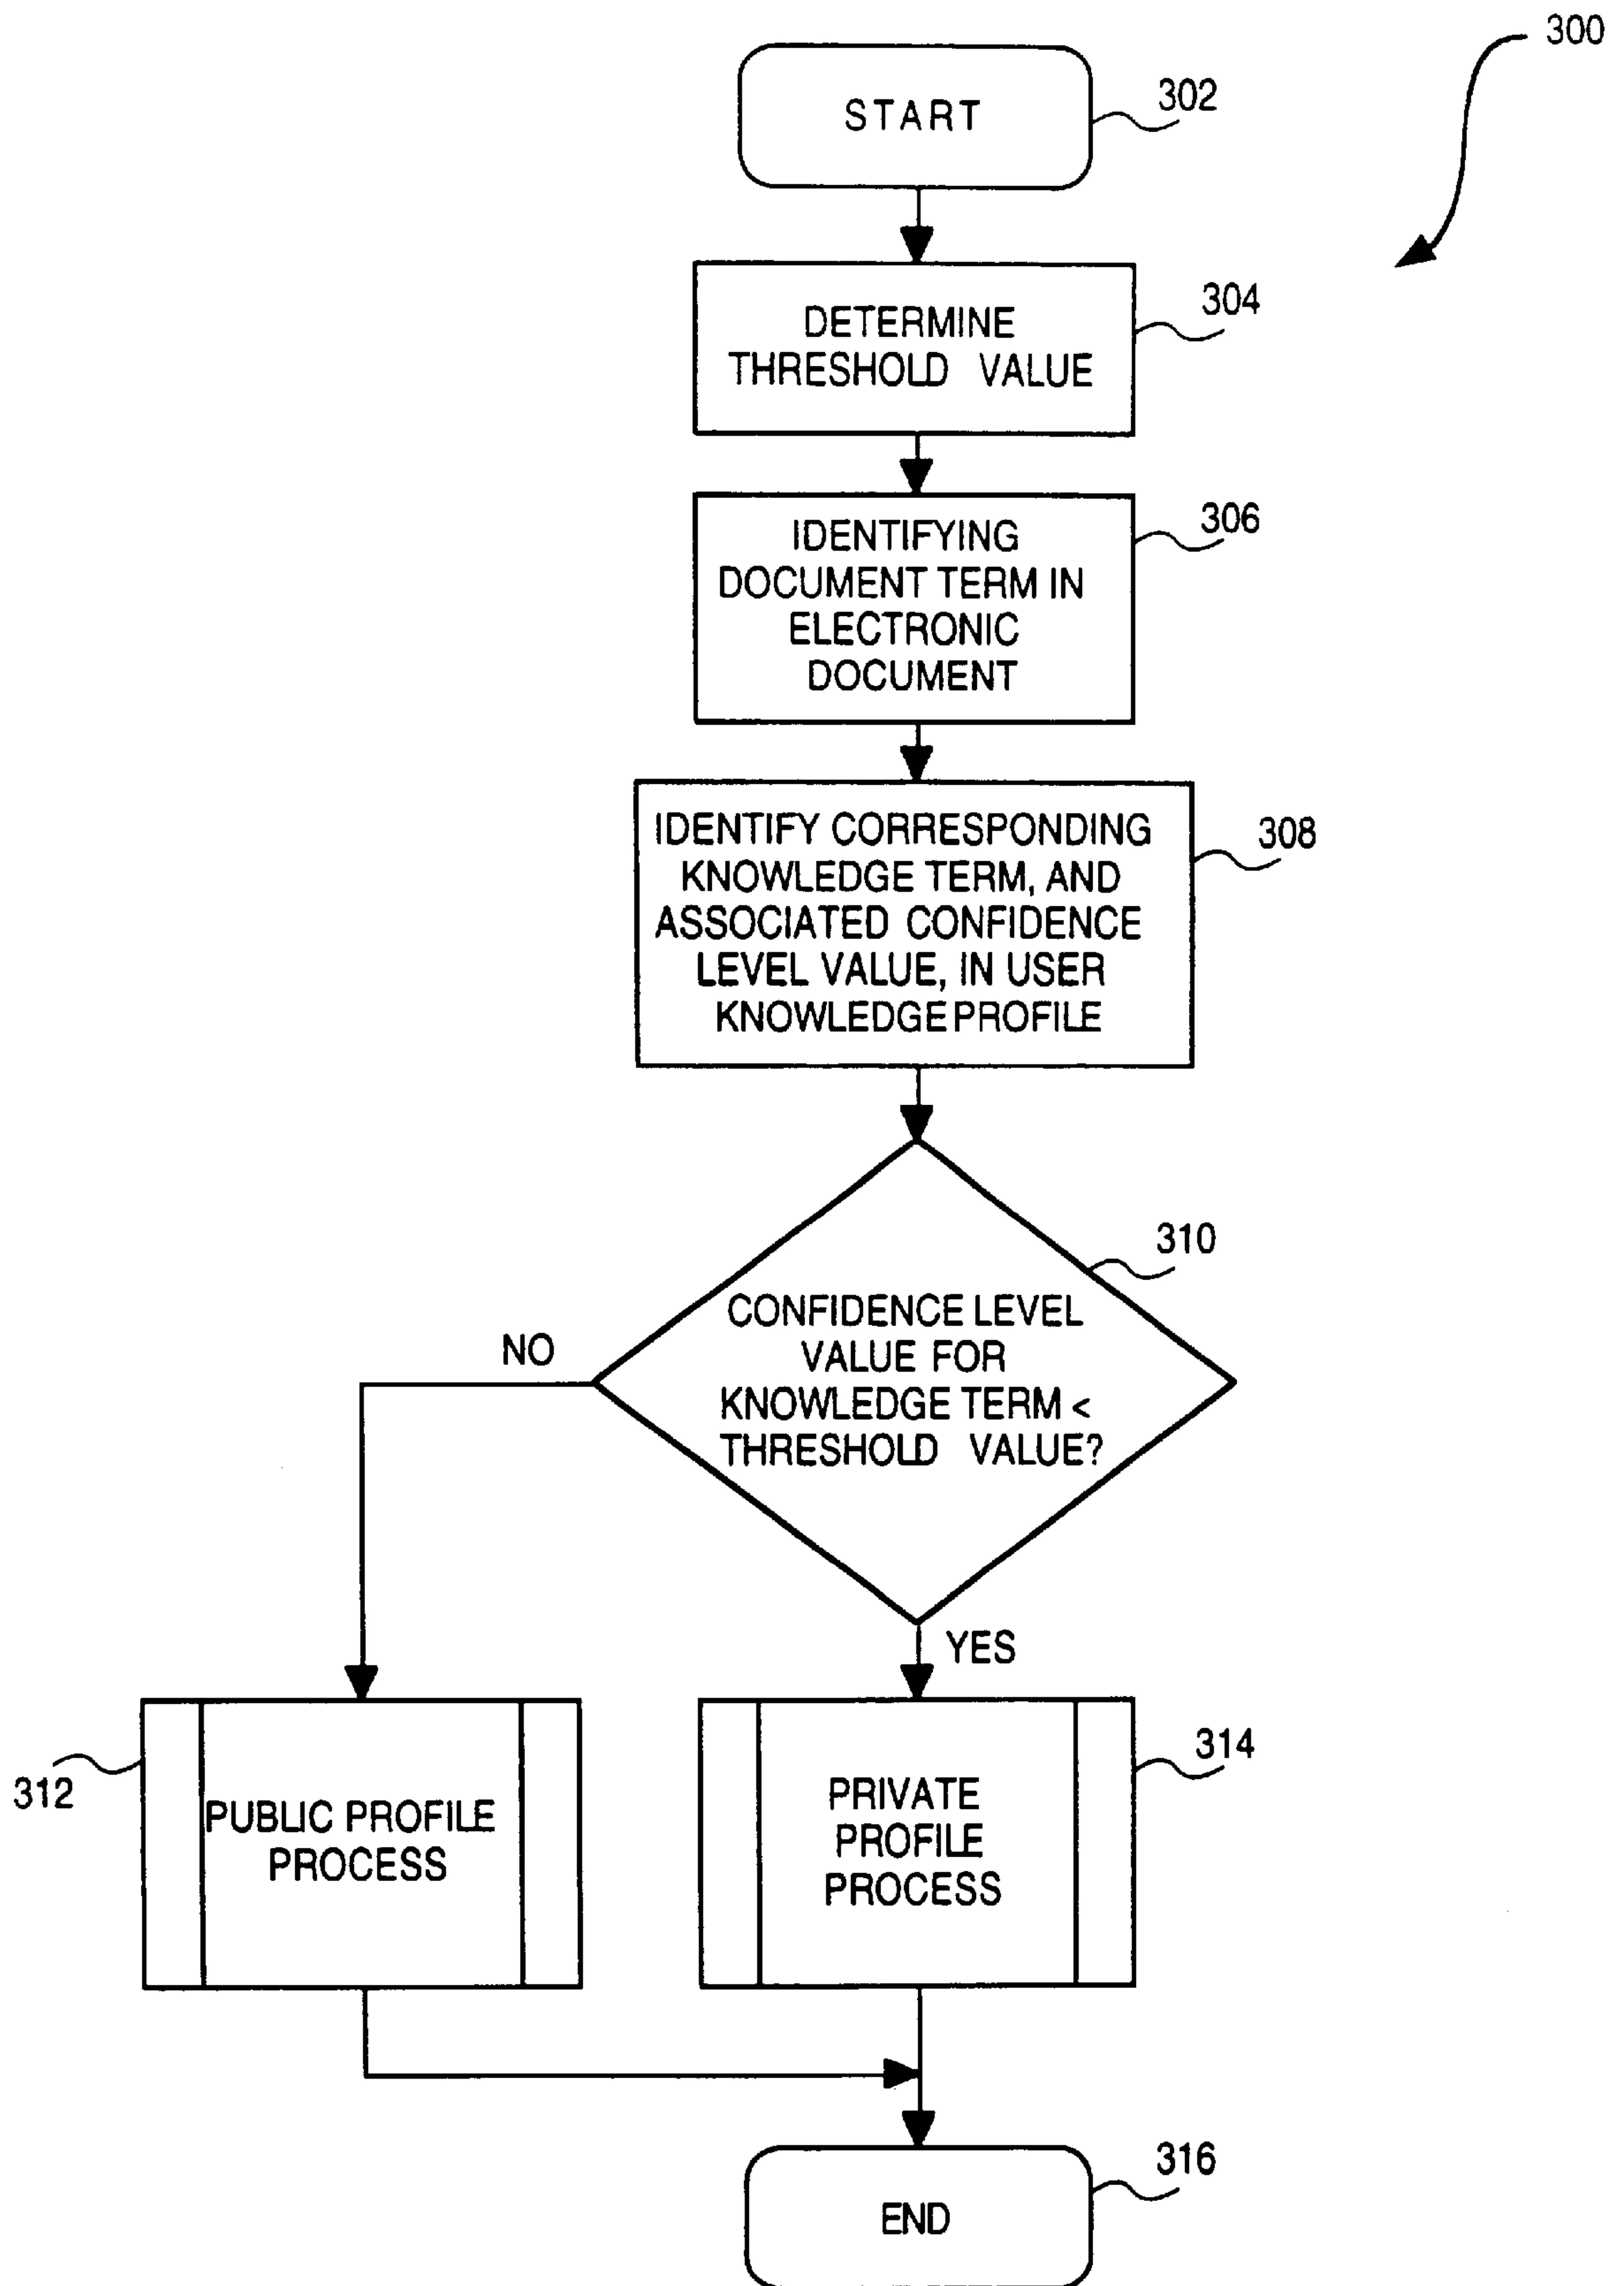 300
START
302
DETERMINE
THRESHOLD VALUE
304
IDENTIFYING
DOCUMENT TERM IN
ELECTRONIC
DOCUMENT
306
IDENTIFY CORRESPONDING
KNOWLEDGE TERM, AND
ASSOCIATED CONFIDENCE
LEVEL VALUE, IN USER
KNOWLEDGE PROFILE
308
310
CONFIDENCE LEVEL
VALUE FOR
KNOWLEDGE TERM <
THRESHOLD VALUE?
NO
YES
312
PUBLIC PROFILE
PROCESS
PRIVATE
PROFILE
PROCESS
314
END
316